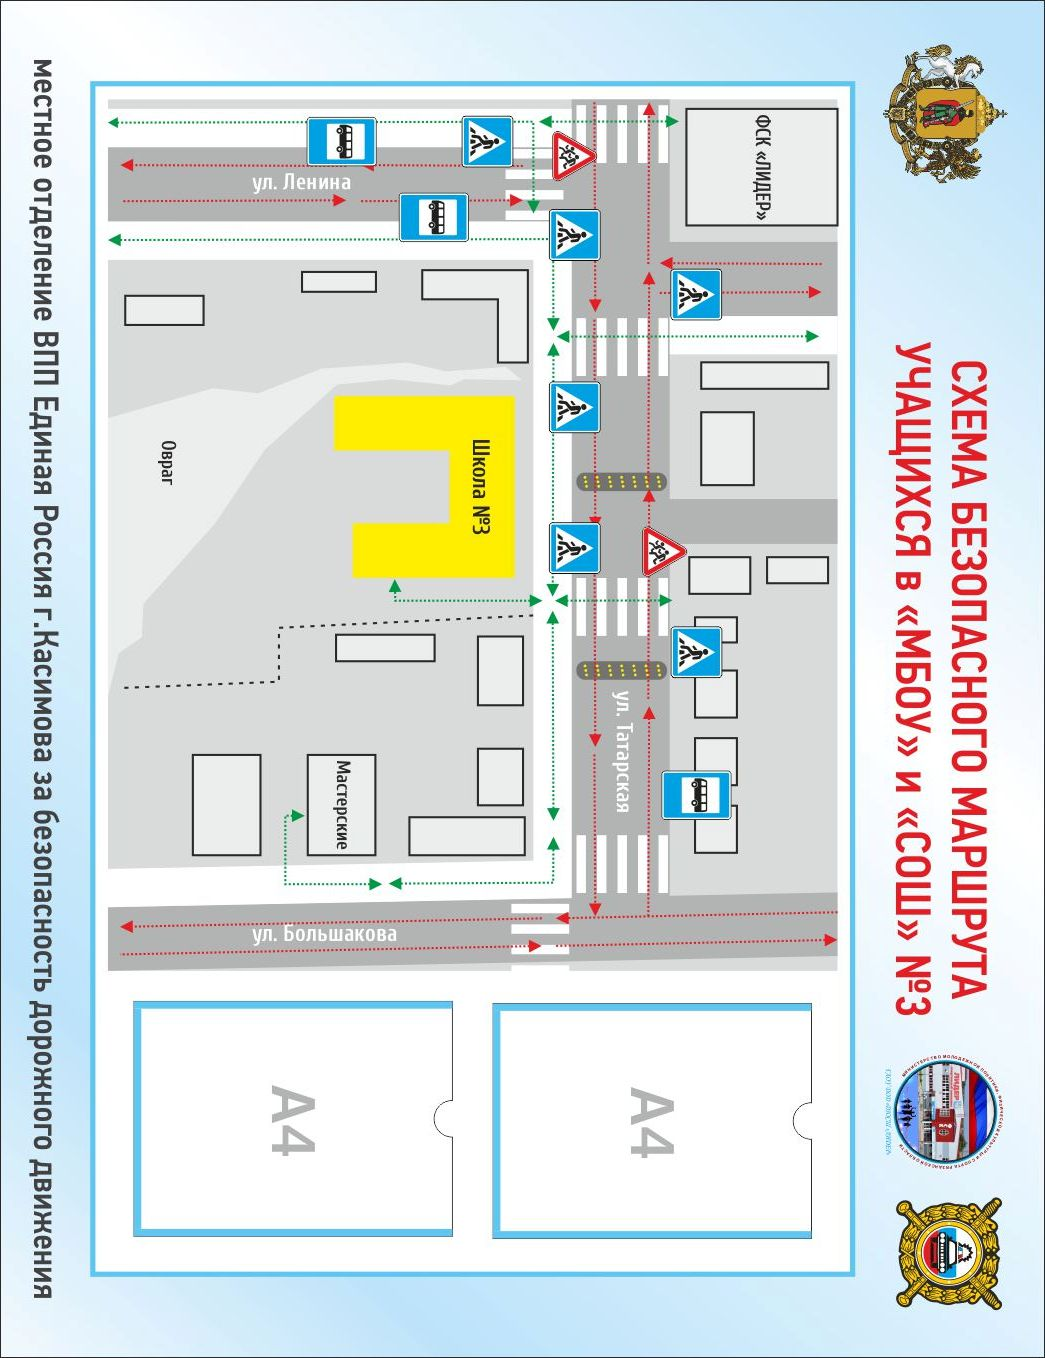 СХЕМА БЕЗОПАСНОГО МАРШРУТА
УЧАЩИХСЯ в «МБОУ» и «СОШ» №3
ФСК «ЛИДЕР»
ул. Татарская
Школа №3
Мастерские
ул. Ленина
Овраг
ул. Большакова
А4
А4
местное отделение ВПП Единая Россия г.Касимова за безопасность дорожного движения